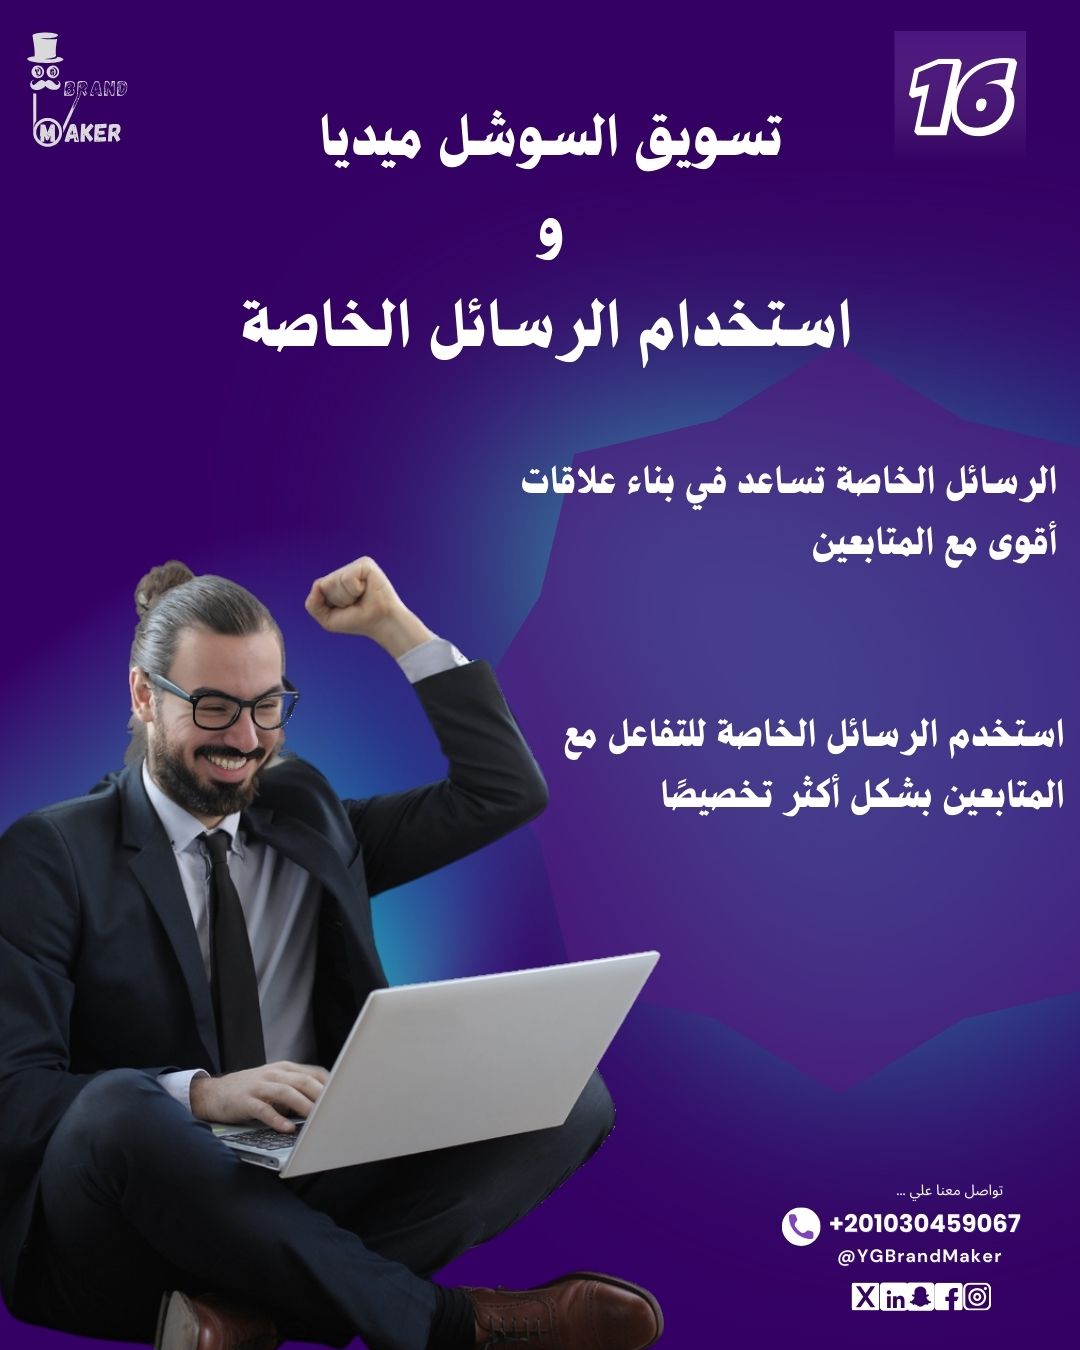 BRAND
MAKER
16
تسويق السوشل ميديا
و
استخدام الرسائل الخاصة
الرسائل الخاصة تساعد في بناء علاقات
أقوى مع المتابعين
استخدم الرسائل الخاصة للتفاعل مع
المتابعين بشكل أكثر تخصيصًا
تواصل معنا علي ...
+201030459067
@YGBrandMaker